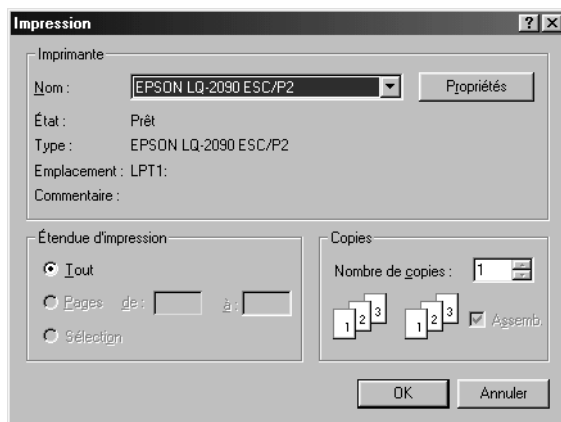 Impression
Imprimante
Nom : EPSON LQ-2090 ESC/P2 Propriétés
État : Prêt
Type : EPSON LQ-2090 ESC/P2
Emplacement : LPT1:
Commentaire :
Étendue d'impression
Tout
Pages de : à :
Sélection
Copies
Nombre de copies : 1
1 2 3 1 2 3 Assemb.
OK Annuler